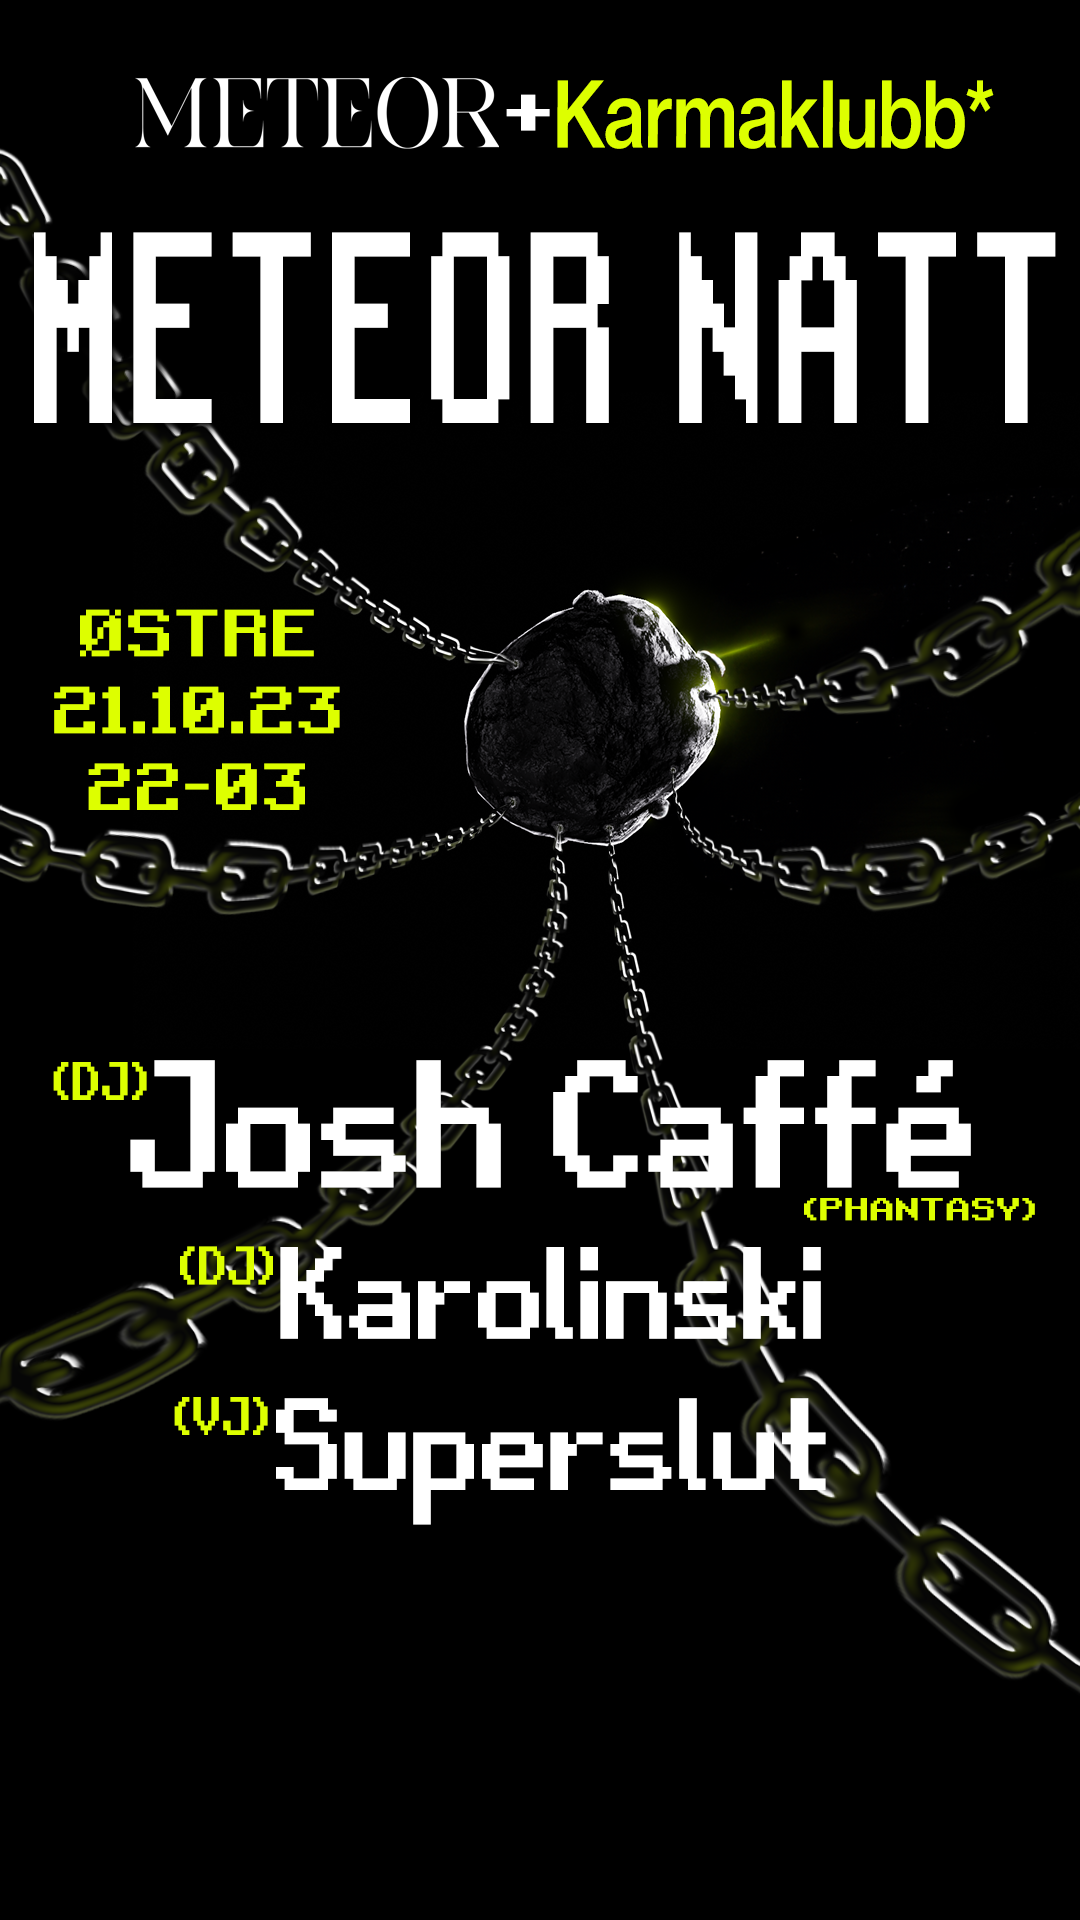 METEOR+Karmaklubb*
METEOR NATT
ØSTRE
21.10.23
22-03
(DJ) Josh Caffé
(PHANTASY)
(DJ) Karolinski
(VJ) Superslut